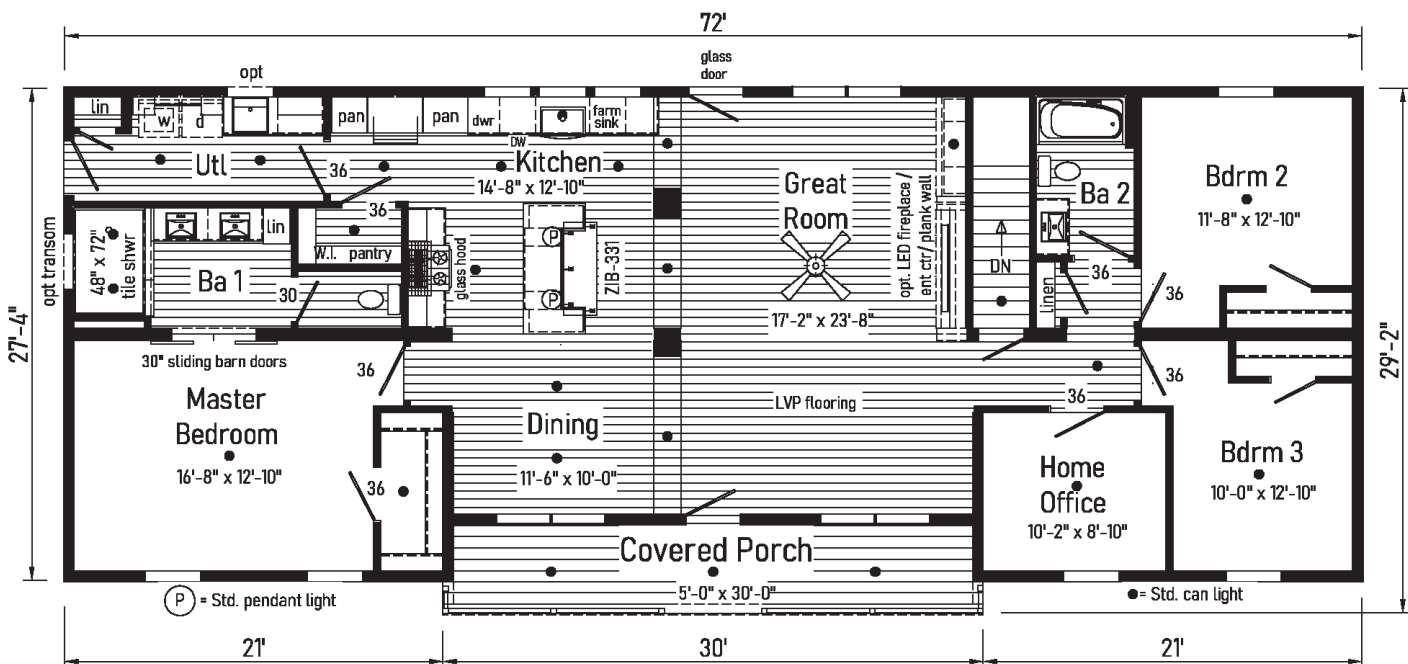 72'
glass
door
opt
lin
w
d
pan
pan
dwr
farm
sink
DW
Utl
36
Kitchen
14'-8" x 12'-10"
Great
Room
17'-2" x 23'-8"
opt. LED fireplace /
ent ctr/ plank wall
Ba 2
Bdrm 2
11'-8" x 12'-10"
36
W.I. pantry
lin
opt transom
48" x 72"
tile shwr
Ba 1
30
glass hood
P
P
ZIB-331
DN
linen
36
36
27'-4"
29'-2"
30" sliding barn doors
36
Master
Bedroom
16'-8" x 12'-10"
36
Dining
11'-6" x 10'-0"
LVP flooring
36
36
Home
Office
10'-2" x 8'-10"
Bdrm 3
10'-0" x 12'-10"
Covered Porch
5'-0" x 30'-0"
P = Std. pendant light
= Std. can light
21'
30'
21'